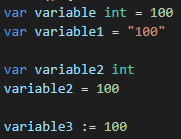 var variable int = 100
var variable1 = "100"
var variable2 int
variable2 = 100
variable3 := 100